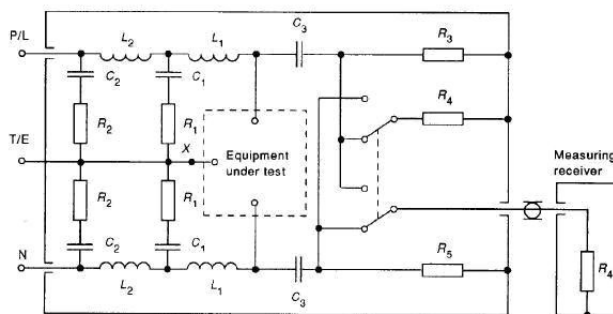 P/L
L₂
L₁
C₃
R₃
C₂
C₁
R₄
R₂
R₁
T/E
X
Equipment
under test
Measuring
receiver
R₂
R₁
C₂
C₁
N
L₂
L₁
C₃
R₅
R₄